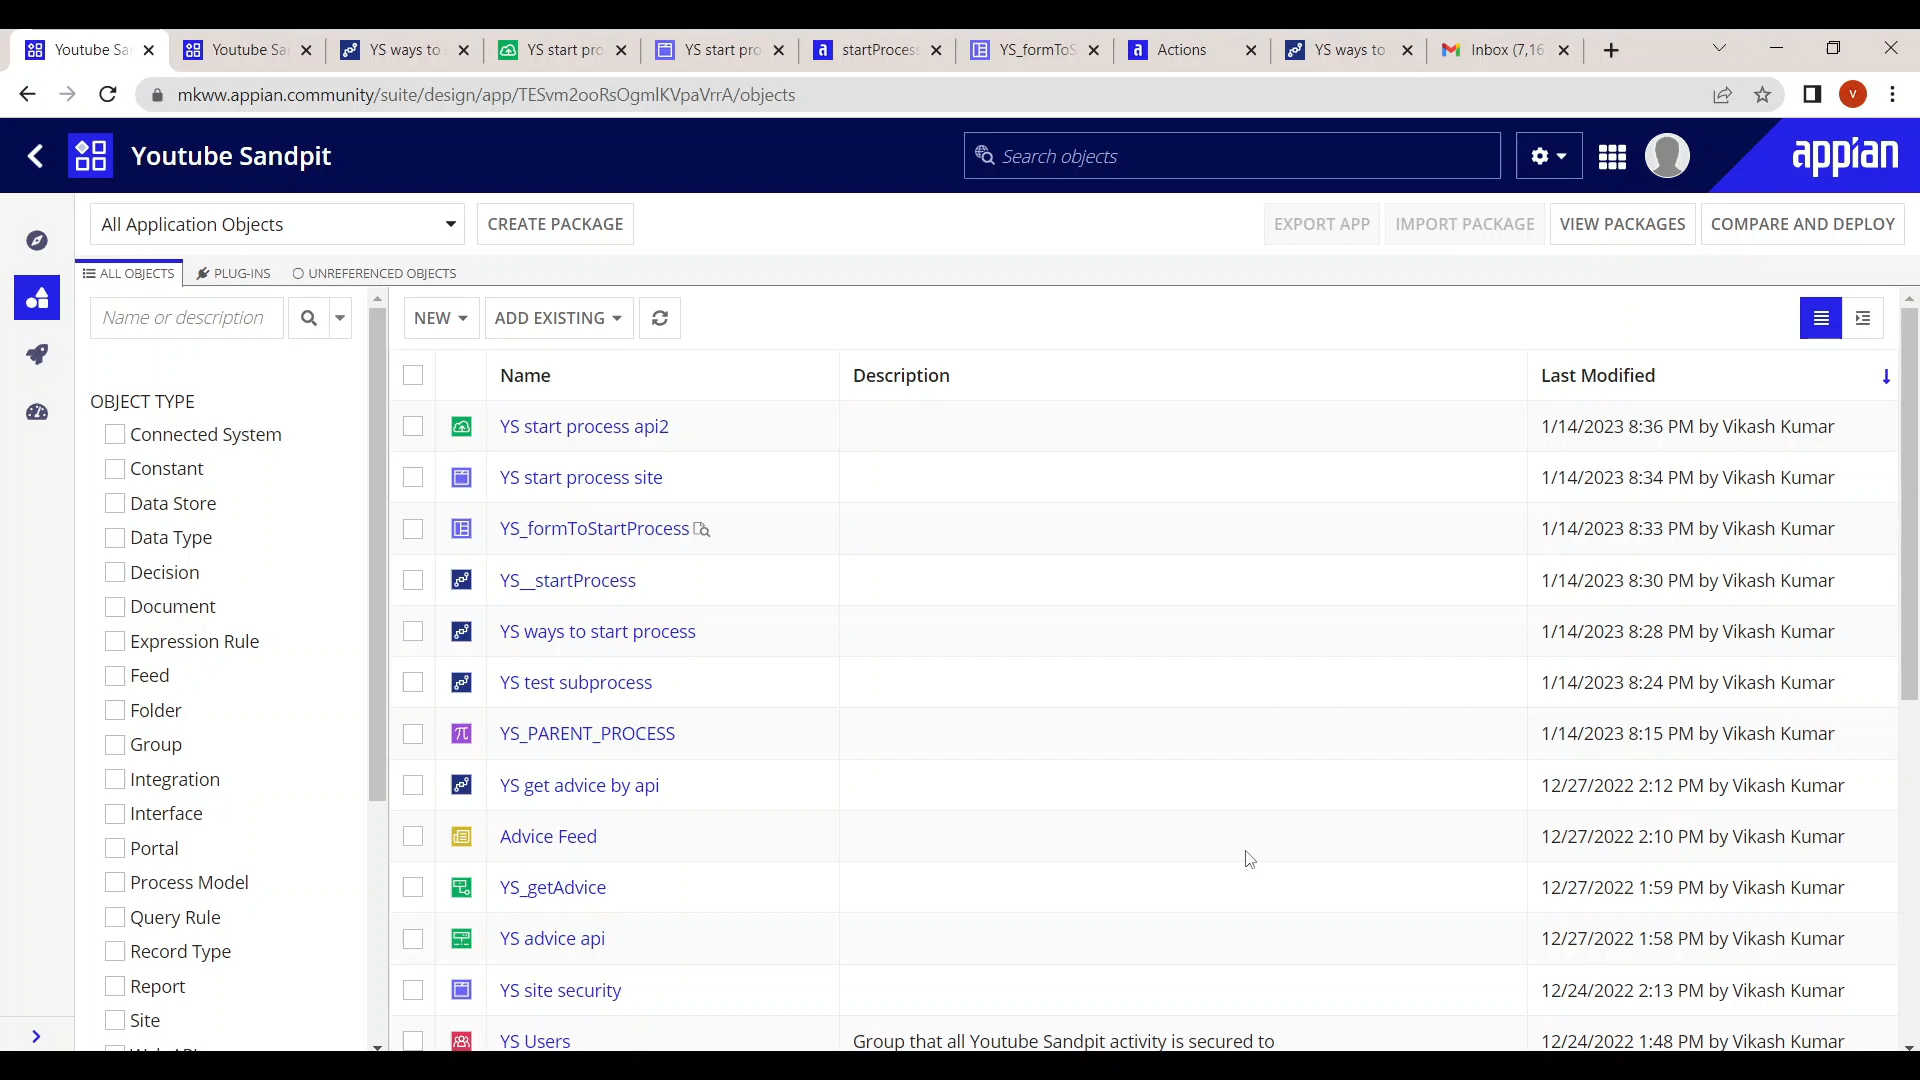 Youtube Sa
Youtube Sa
YS ways to
YS start pro
YS start pro
startProcess
YS_formToS
Actions
YS ways to
Inbox (7,16
mkww.appian.community/suite/design/app/TESvm2ooRsOgmlKVpaVrrA/objects
V
Youtube Sandpit
Search objects
appian
All Application Objects
CREATE PACKAGE
EXPORT APP
IMPORT PACKAGE
VIEW PACKAGES
COMPARE AND DEPLOY
ALL OBJECTS
PLUG-INS
UNREFERENCED OBJECTS
Name or description
NEW
ADD EXISTING
OBJECT TYPE
Connected System
Constant
Data Store
Data Type
Decision
Document
Expression Rule
Feed
Folder
Group
Integration
Interface
Portal
Process Model
Query Rule
Record Type
Report
Site
Name Description Last Modified
YS start process api2 1/14/2023 8:36 PM by Vikash Kumar
YS start process site 1/14/2023 8:34 PM by Vikash Kumar
YS_formToStartProcess 1/14/2023 8:33 PM by Vikash Kumar
YS__startProcess 1/14/2023 8:30 PM by Vikash Kumar
YS ways to start process 1/14/2023 8:28 PM by Vikash Kumar
YS test subprocess 1/14/2023 8:24 PM by Vikash Kumar
YS_PARENT_PROCESS 1/14/2023 8:15 PM by Vikash Kumar
YS get advice by api 12/27/2022 2:12 PM by Vikash Kumar
Advice Feed 12/27/2022 2:10 PM by Vikash Kumar
YS_getAdvice 12/27/2022 1:59 PM by Vikash Kumar
YS advice api 12/27/2022 1:58 PM by Vikash Kumar
YS site security 12/24/2022 2:13 PM by Vikash Kumar
YS Users Group that all Youtube Sandpit activity is secured to 12/24/2022 1:48 PM by Vikash Kumar